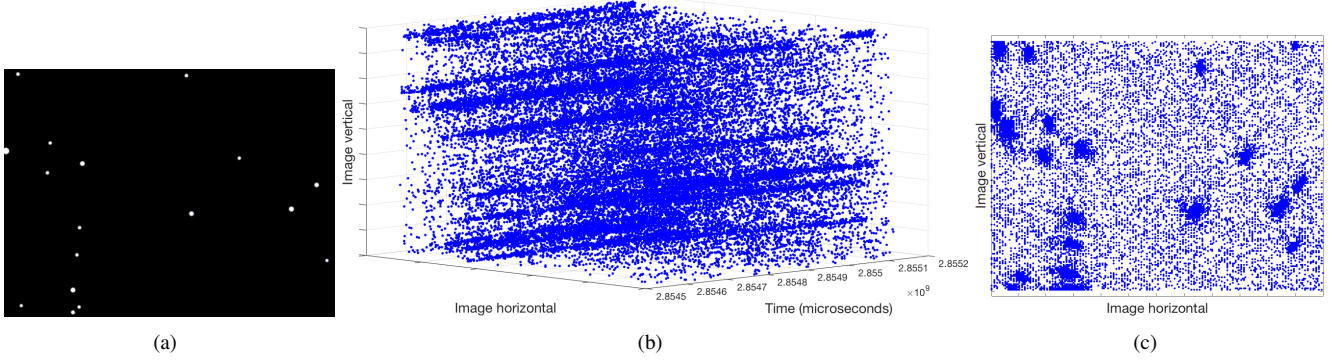 Image vertical
2.8545
2.8546
2.8547
2.8548
2.8549
2.855
2.8551
2.8552
×10⁹
Image horizontal
Time (microseconds)
Image vertical
Image horizontal
(a)
(b)
(c)